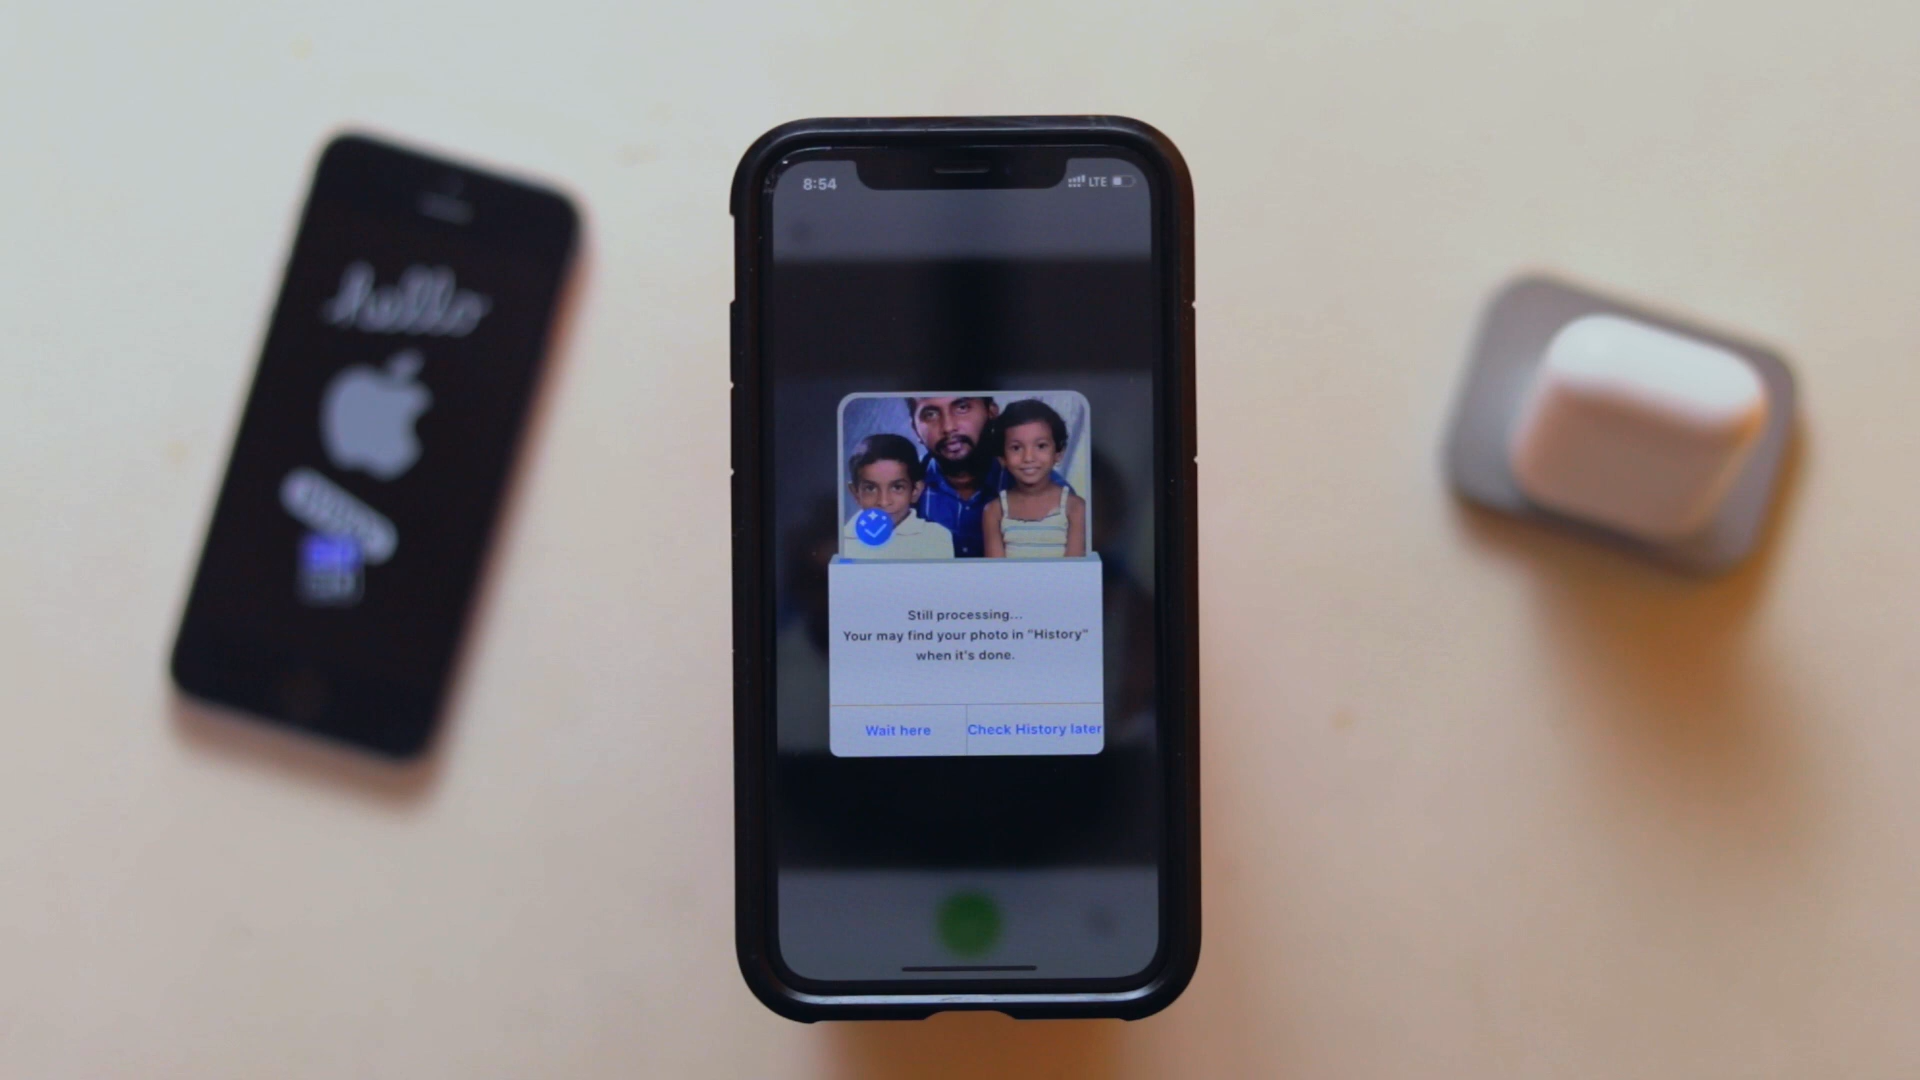 hello
8:54
LTE
Still processing...
Your may find your photo in "History"
when it's done.
Wait here
Check History later